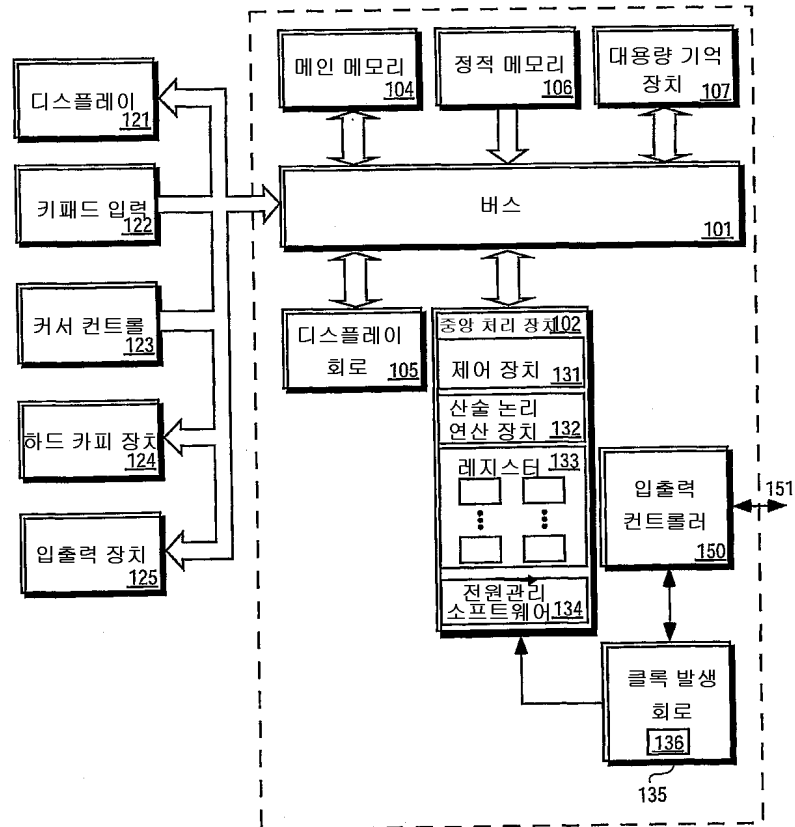 메인 메모리
104
정적 메모리
106
대용량 기억
장치 107
디스플레이
121
키패드 입력
122
버스
101
커서 컨트롤
123
디스플레이
회로
105
중앙 처리 장치 102
제어 장치 131
산술 논리
연산 장치 132
레지스터 133
전원관리
소프트웨어 134
하드 카피 장치
124
입출력 장치
125
입출력
컨트롤러
150
151
클록 발생
회로
136
135